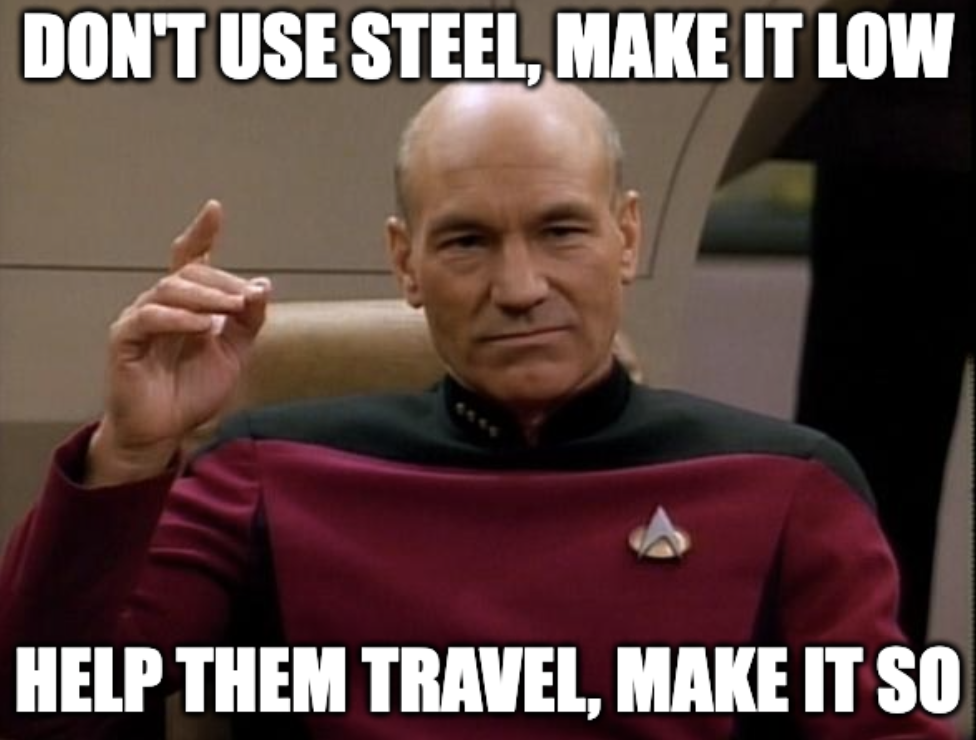 DON'T USE STEEL, MAKE IT LOW
HELP THEM TRAVEL, MAKE IT SO